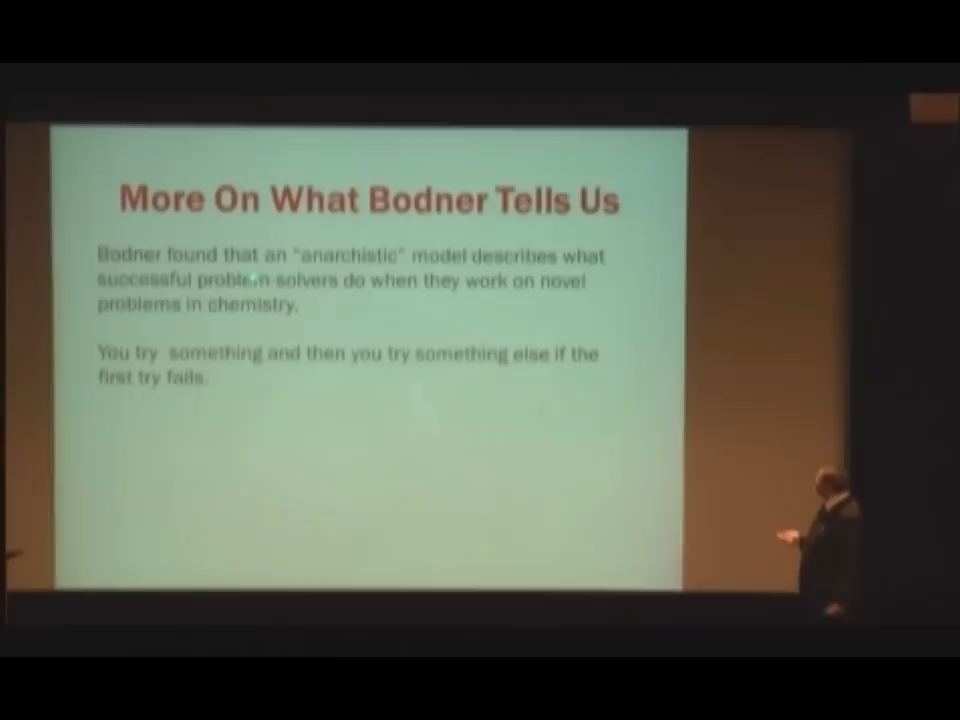 More On What Bodner Tells Us
Bodner found that an "anarchistic" model describes what
successful problem-solvers do when they work on novel
problems in chemistry.
You try something and then you try something else if the
first try fails.